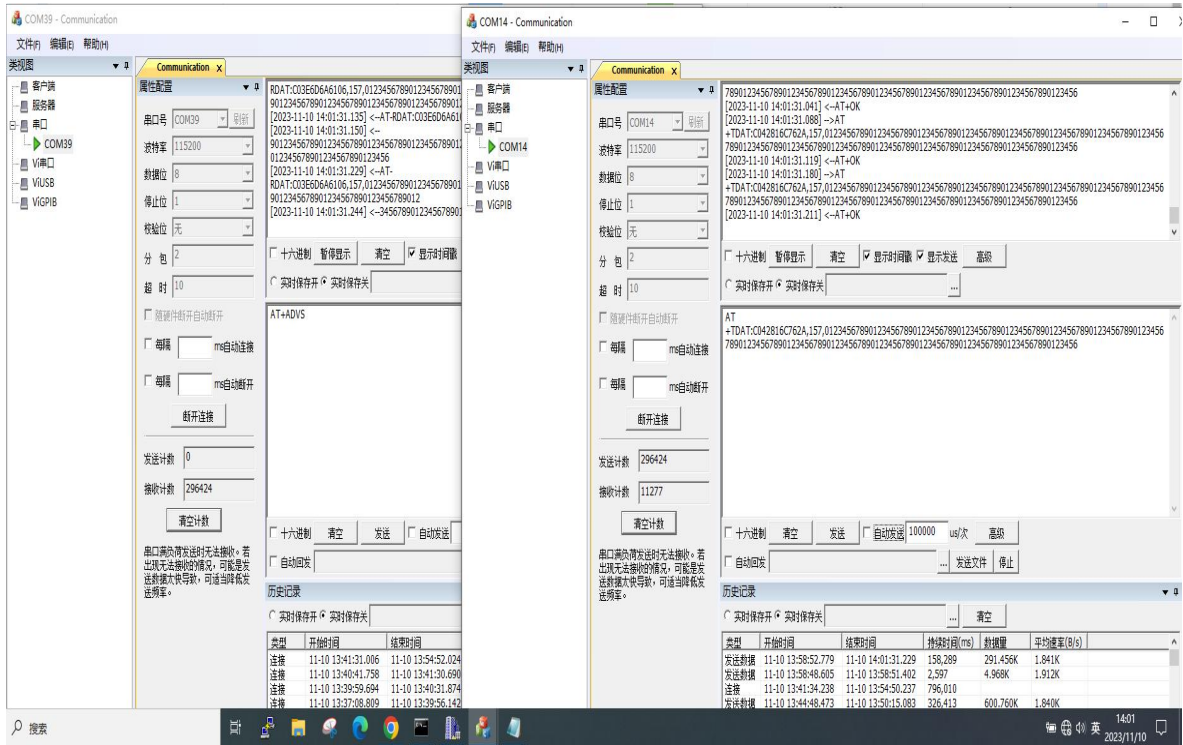 COM39 - Communication
文件(F) 编辑(E) 帮助(H)
类视图
客户端
服务器
串口
COM39
Vi串口
ViUSB
ViGPIB
Communication x
属性配置
串口号 COM39 刷新
波特率 115200
数据位 8
停止位 1
校验位 无
分 包 2
超 时 10
随硬件断开自动断开
每隔 ms自动连接
每隔 ms自动断开
断开连接
发送计数 0
接收计数 296424
清空计数
串口满负荷发送时无法接收。若
出现无法接收的情况，可能是发
送数据太快导致，可适当降低发
送频率。
RDAT:C03E6D6A6106,157,0123456789012345678901
[2023-11-10 14:01:31.135] <--AT-RDAT:C03E6D6A610
[2023-11-10 14:01:31.150] <--
0123456789012345678901234 56
[2023-11-10 14:01:31.229] <--AT-
[2023-11-10 14:01:31.244] <--3456789012345678901
十六进制 暂停显示 清空 显示时间戳
实时保存开 实时保存关
AT+ADVS
十六进制 清空 发送 自动发送
自动回发
历史记录
实时保存开 实时保存关
类型 开始时间 结束时间
连接 11-10 13:41:31.006 11-10 13:54:52.024
连接 11-10 13:40:41.758 11-10 13:41:30.690
连接 11-10 13:39:59.694 11-10 13:40:31.874
连接 11-10 13:37:08.809 11-10 13:39:56.142
COM14 - Communication
文件(F) 编辑(E) 帮助(H)
类视图
客户端
服务器
串口
COM14
Vi串口
ViUSB
ViGPIB
Communication x
属性配置
串口号 COM14 刷新
波特率 115200
数据位 8
停止位 1
校验位 无
分 包 2
超 时 10
随硬件断开自动断开
每隔 ms自动连接
每隔 ms自动断开
断开连接
发送计数 296424
接收计数 11277
清空计数
串口满负荷发送时无法接收。若
出现无法接收的情况，可能是发
送数据太快导致，可适当降低发
送频率。
[2023-11-10 14:01:31.041] <--AT+OK
[2023-11-10 14:01:31.088] -->AT
[2023-11-10 14:01:31.119] <--AT+OK
[2023-11-10 14:01:31.180] -->AT
[2023-11-10 14:01:31.211] <--AT+OK
十六进制 暂停显示 清空 显示时间戳 显示发送 高级
实时保存开 实时保存关 ...
AT
十六进制 清空 发送 自动发送 100000 us/次 高级
自动回发 ... 发送文件 停止
历史记录
实时保存开 实时保存关 ... 清空
类型 开始时间 结束时间 持续时间(ms) 数据量 平均速率(B/s)
发送数据 11-10 13:58:52.779 11-10 14:01:31.229 158,289 291.456K 1.841K
发送数据 11-10 13:58:48.605 11-10 13:58:51.402 2,597 4.968K 1.912K
连接 11-10 13:41:34.238 11-10 13:54:50.237 796,010
发送数据 11-10 13:44:48.473 11-10 13:50:15.083 326,413 600.760K 1.840K
搜索
英
14:01
2023/11/10